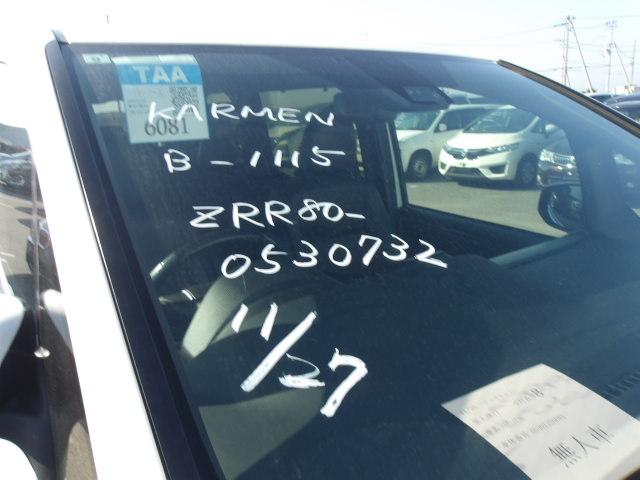 TAA
6081
KARMEN
B-1115
ZRR80-
0530732
11/27
無人車